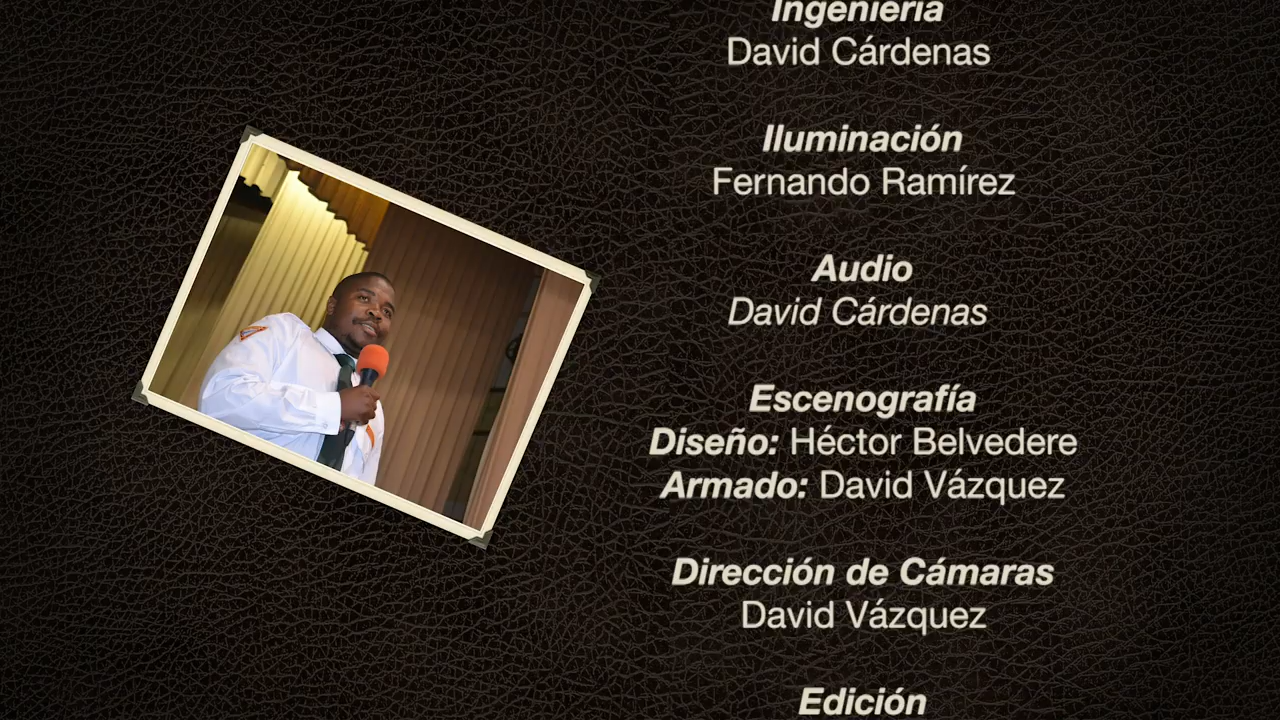 Ingeniería
David Cárdenas
Iluminación
Fernando Ramírez
Audio
David Cárdenas
Escenografía
Diseño: Héctor Belvedere
Armado: David Vázquez
Dirección de Cámaras
David Vázquez
Edición